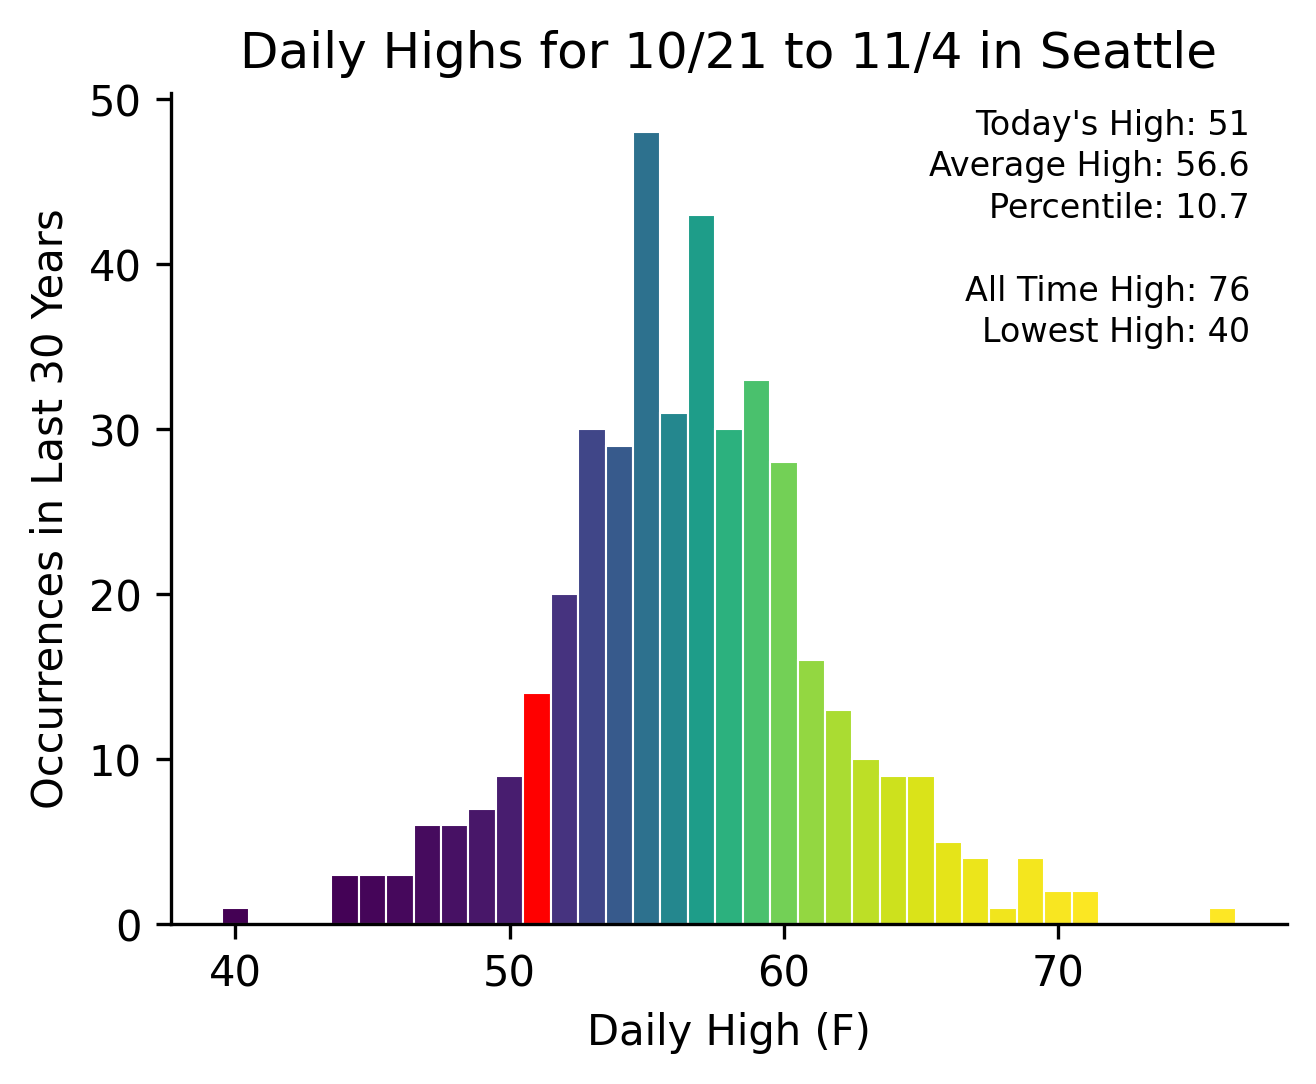 Daily Highs for 10/21 to 11/4 in Seattle
Today's High: 51
Average High: 56.6
Percentile: 10.7
All Time High: 76
Lowest High: 40
Occurrences in Last 30 Years
50
40
30
20
10
0
40 50 60 70
Daily High (F)